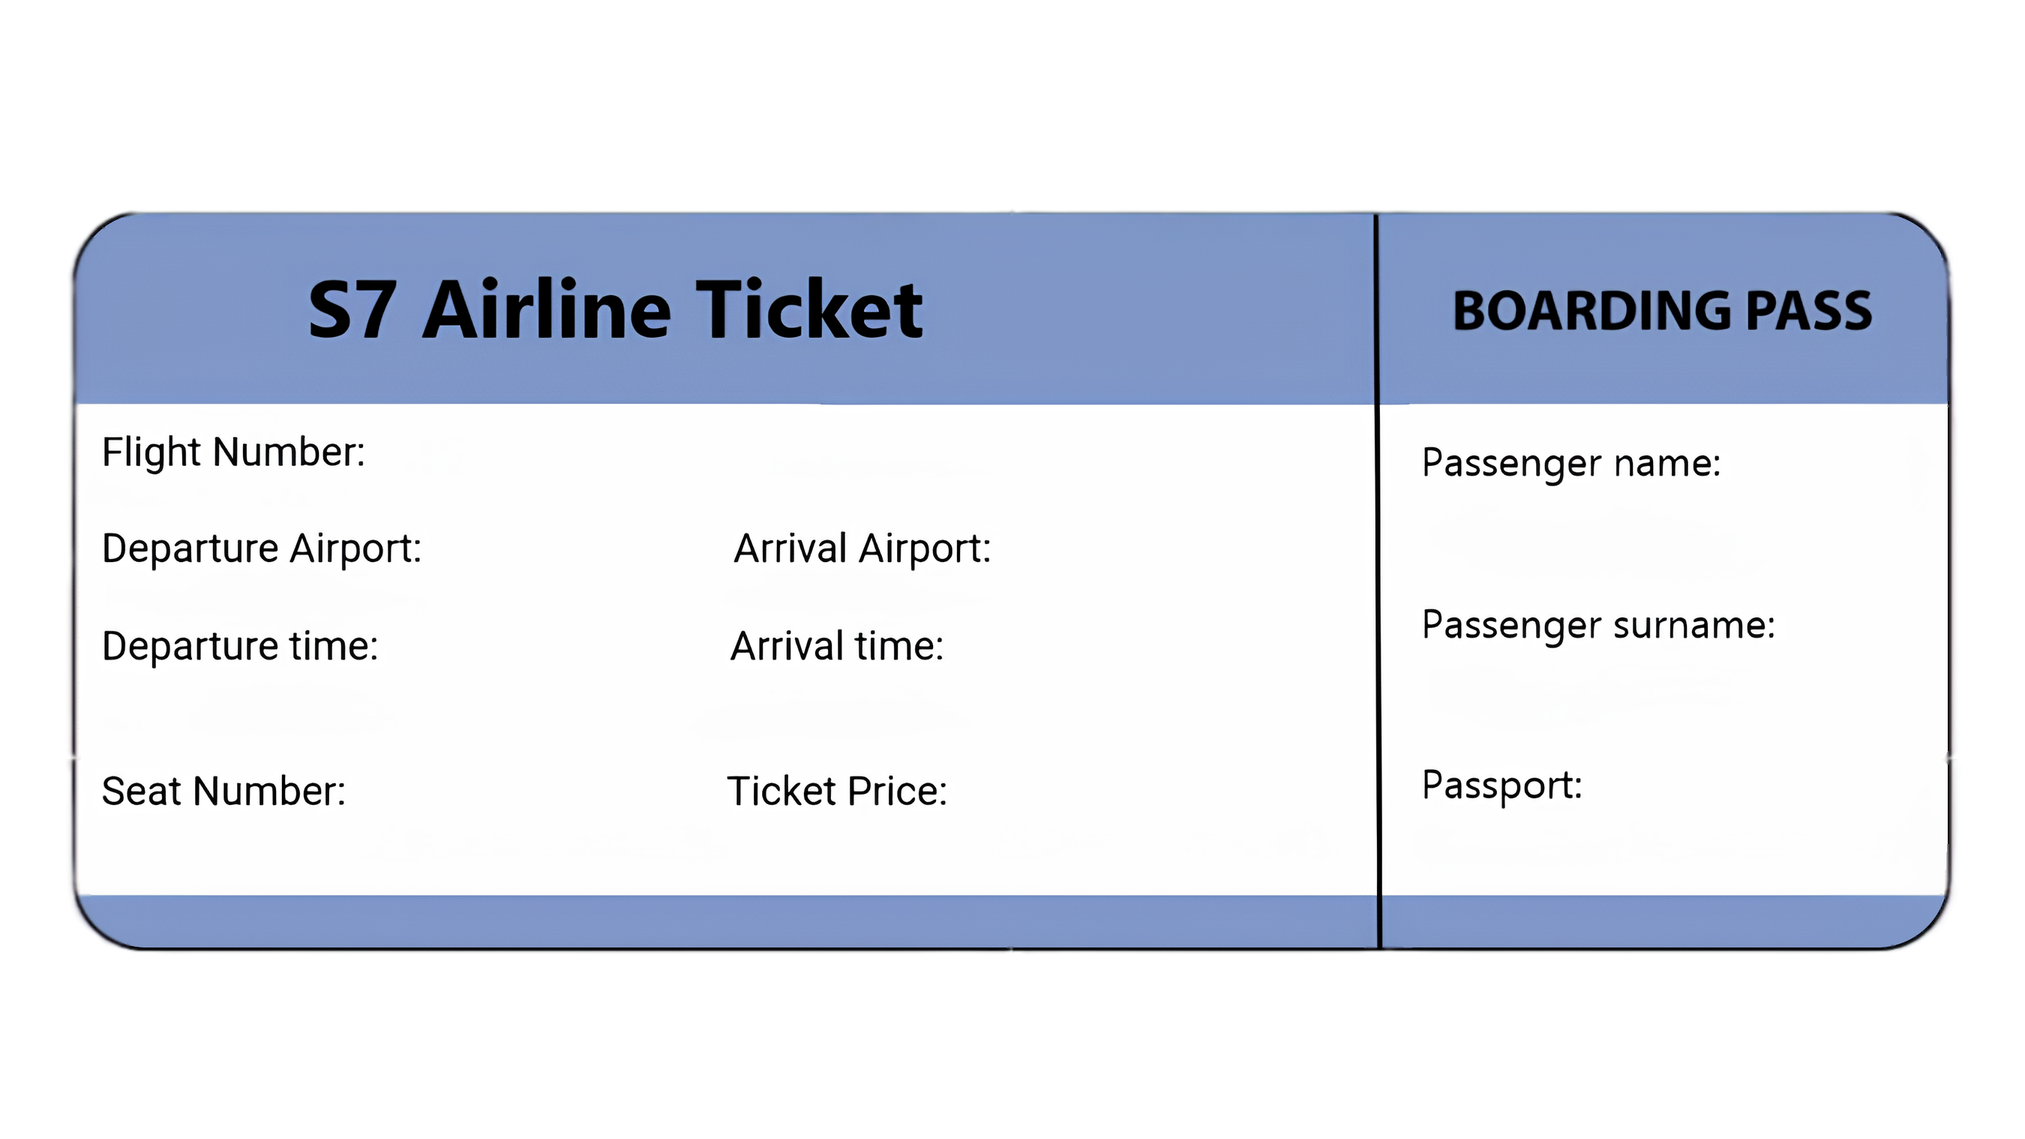 S7 Airline Ticket
Flight Number:
Departure Airport: Arrival Airport:
Departure time: Arrival time:
Seat Number: Ticket Price:
BOARDING PASS
Passenger name:
Passenger surname:
Passport: